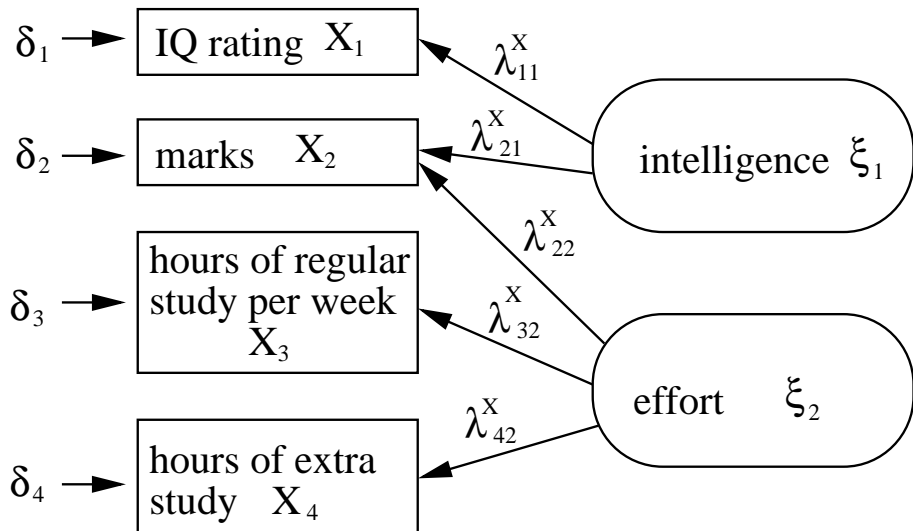 δ₁
IQ rating X₁
λ₁₁ˣ
δ₂
marks X₂
λ₂₁ˣ
intelligence ξ₁
λ₂₂ˣ
δ₃
hours of regular
study per week
X₃
λ₃₂ˣ
effort ξ₂
λ₄₂ˣ
δ₄
hours of extra
study X₄